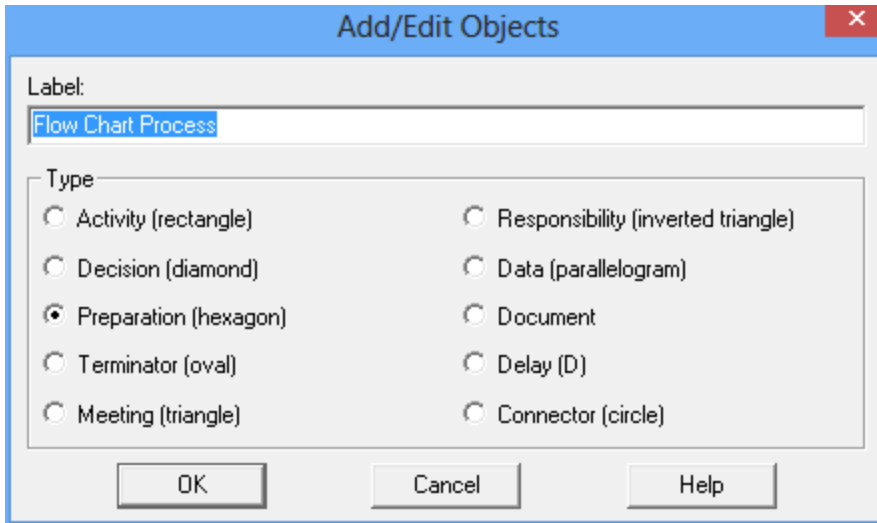 Add/Edit Objects
Label:
Flow Chart Process
Type
Activity (rectangle)
Responsibility (inverted triangle)
Decision (diamond)
Data (parallelogram)
Preparation (hexagon)
Document
Terminator (oval)
Delay (D)
Meeting (triangle)
Connector (circle)
OK
Cancel
Help